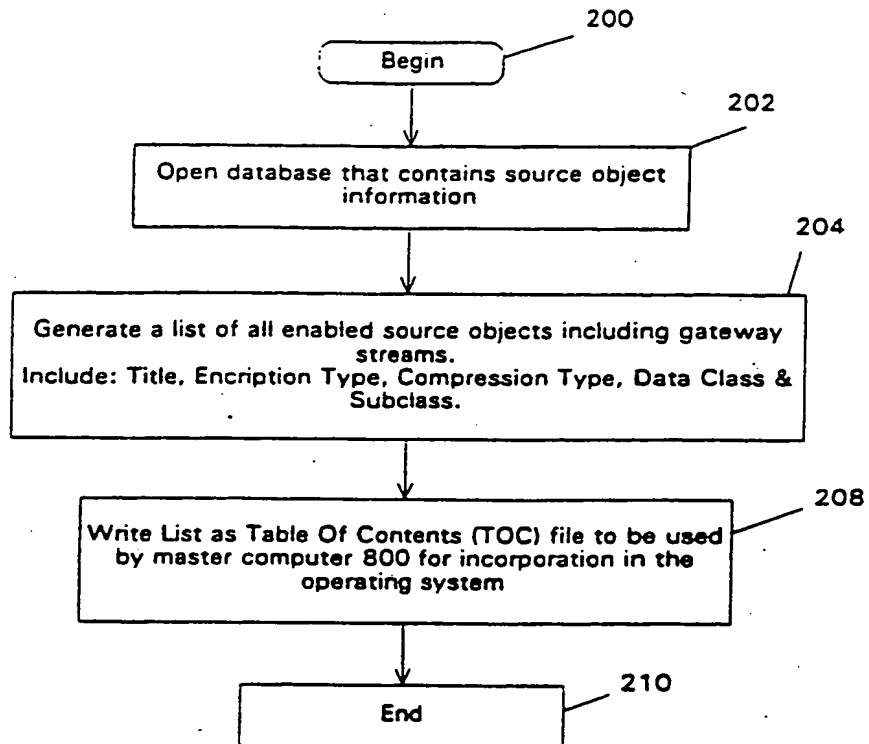 200
Begin
202
Open database that contains source object
information
204
Generate a list of all enabled source objects including gateway
streams.
Include: Title, Encription Type, Compression Type, Data Class &
Subclass.
208
Write List as Table Of Contents (TOC) file to be used
by master computer 800 for incorporation in the
operating system
210
End